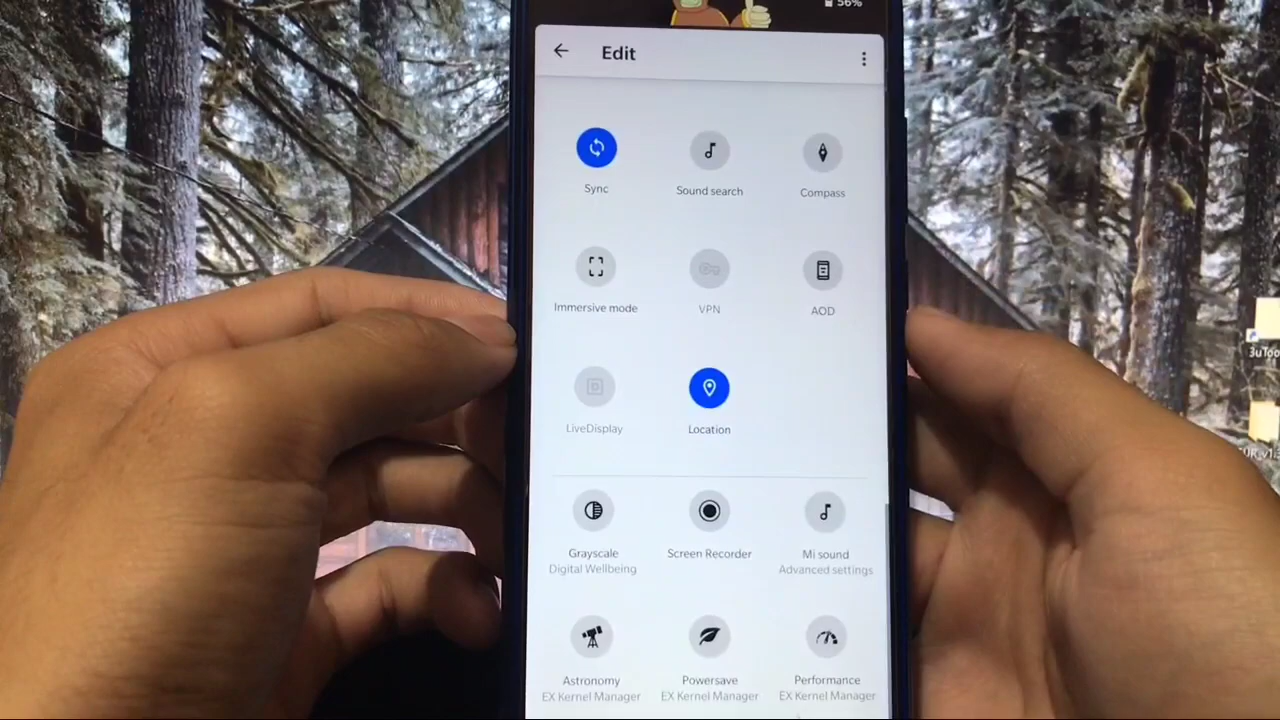 56%
Edit
Sync
Sound search
Compass
Immersive mode
VPN
AOD
LiveDisplay
Location
Grayscale
Digital Wellbeing
Screen Recorder
Mi sound
Advanced settings
Astronomy
EX Kernel Manager
Powersave
EX Kernel Manager
Performance
EX Kernel Manager